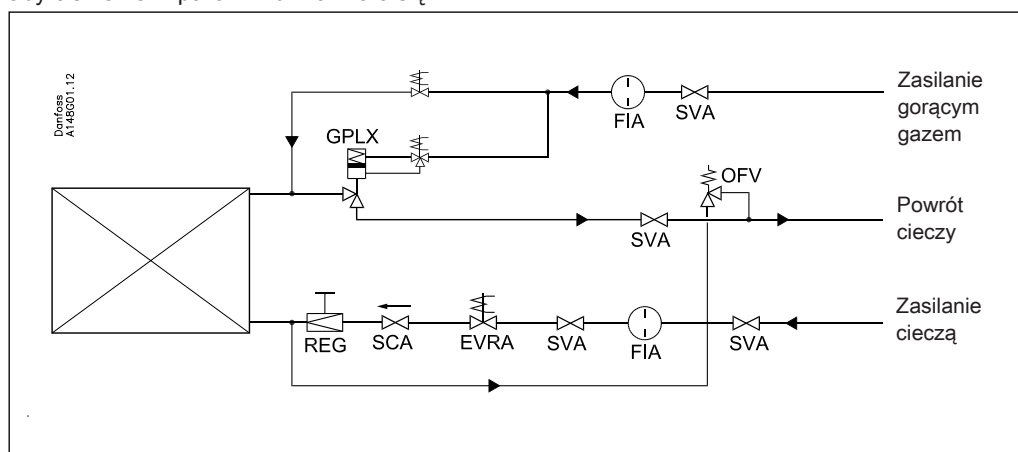 Danfoss
A148G01.12
Zasilanie
gorącym
gazem
FIA
SVA
GPLX
OFV
Powrót
cieczy
SVA
Zasilanie
cieczą
REG
SCA
EVRA
SVA
FIA
SVA